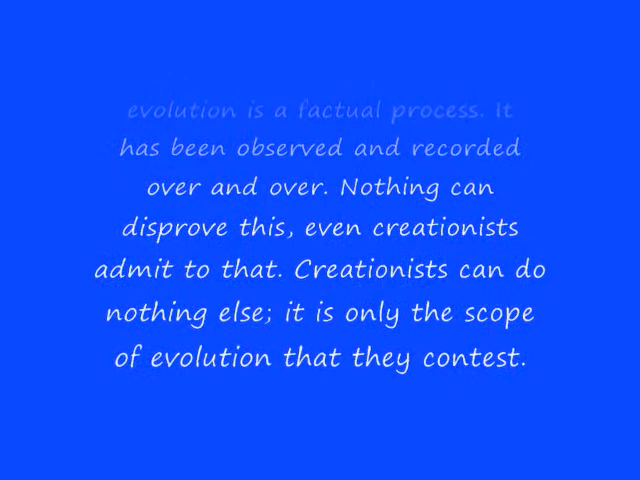 evolution is a factual process. It
has been observed and recorded
over and over. Nothing can
disprove this, even creationists
admit to that. Creationists can do
nothing else; it is only the scope
of evolution that they contest.